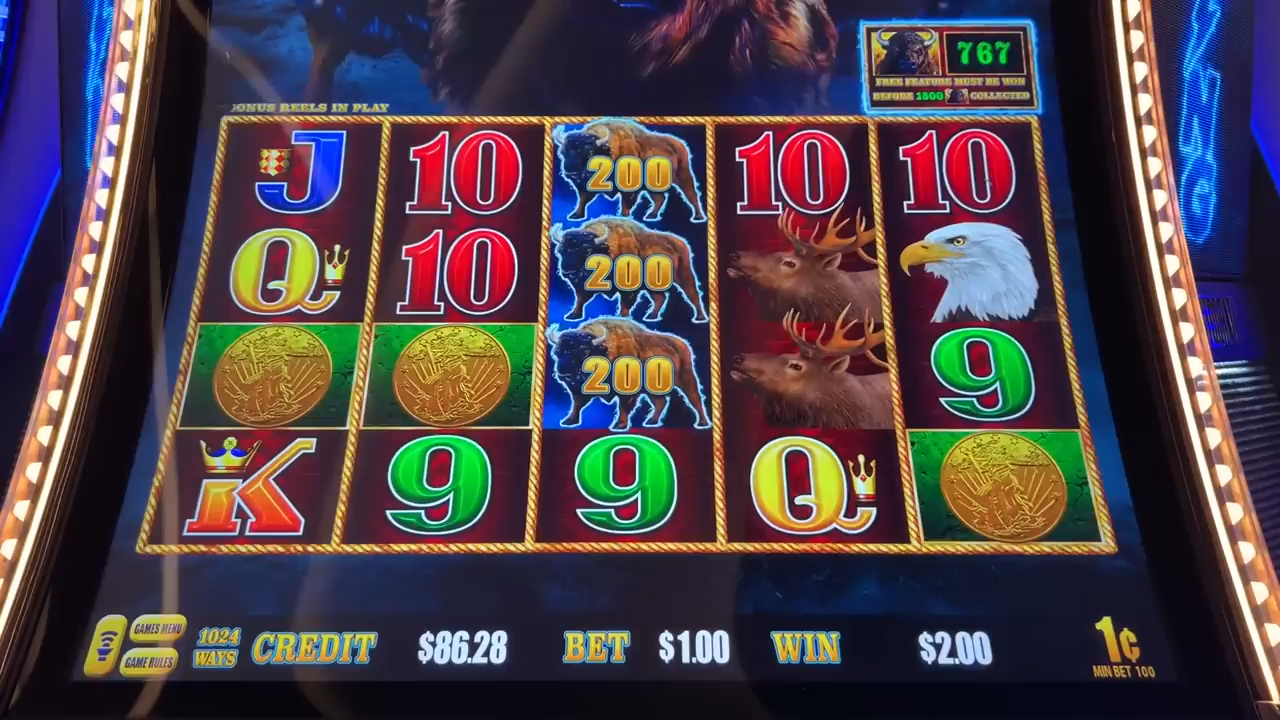 767
FREE FEATURE MUST BE WON
BEFORE 1800 COLLECTED
BONUS REELS IN PLAY
J 10 200 10 10
Q 10 200
200 9
K 9 9 Q
GAMES MENU
GAME RULES
1024 WAYS
CREDIT $86.28 BET $1.00 WIN $2.00
1¢
MIN BET 100